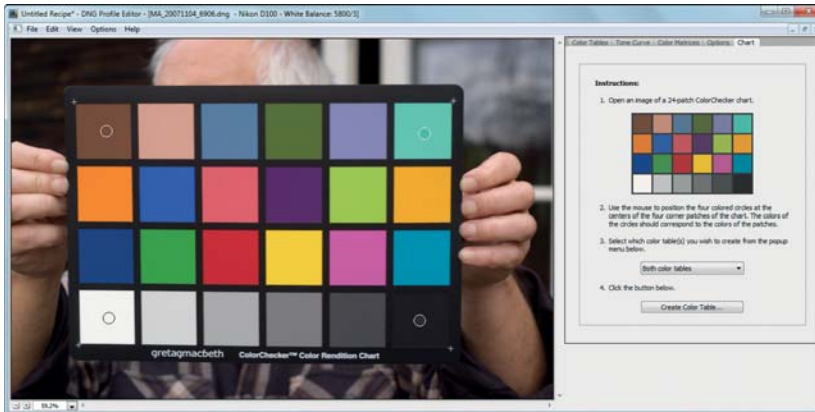 Untitled Recipe* - DNG Profile Editor - [MA_20071104_6906.dng - Nikon D100 - White Balance: 5800/3]
File Edit View Options Help
Color Tables Tone Curve Color Matrices Options Chart
Instructions:
1. Open an image of a 24-patch ColorChecker chart.
2. Use the mouse to position the four colored circles at the
centers of the four corner patches of the chart. The colors of
the circles should correspond to the colors of the patches.
3. Select which color table(s) you wish to create from the popup
menu below.
Both color tables
4. Click the button below.
Create Color Table...
gretagmacbeth ColorChecker™ Color Rendition Chart
59.2%